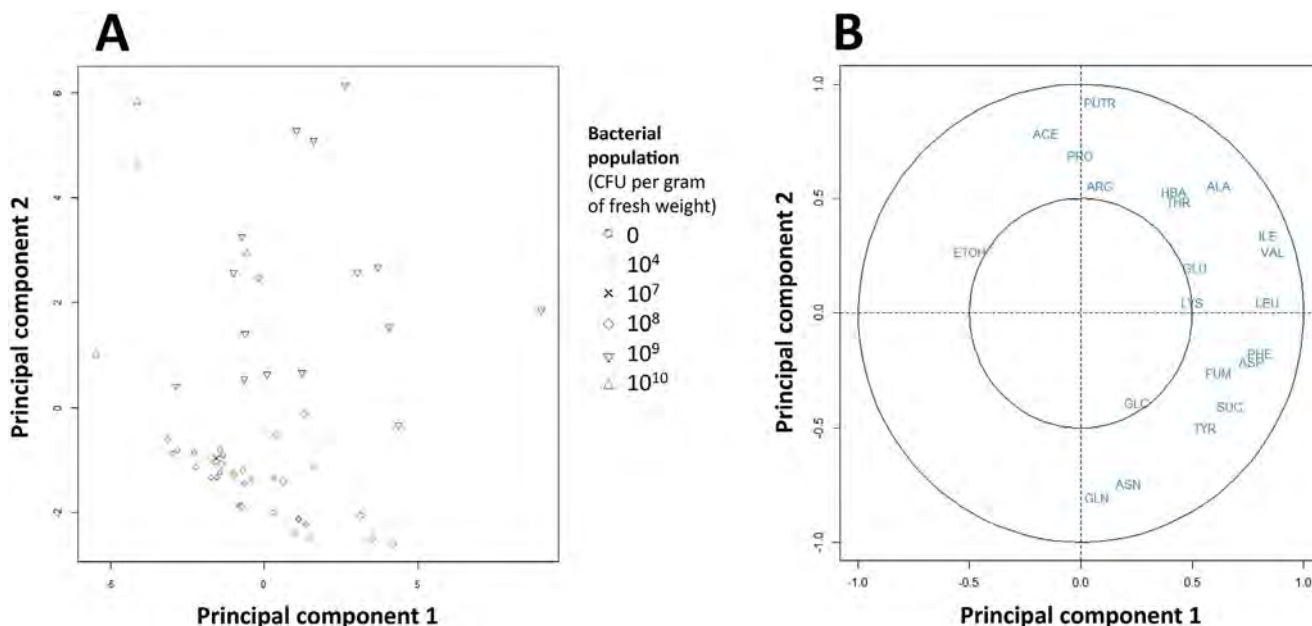 A
B
Principal component 2
6
4
2
0
-2
-5
0
5
Principal component 1
Bacterial
population
(CFU per gram
of fresh weight)
0
10⁴
10⁷
10⁸
10⁹
10¹⁰
Principal component 2
1.0
0.5
0.0
-0.5
-1.0
PUTR
ACE
PRO
ARG
HBA
ALA
THR
ILE
ETOH
VAL
GLU
LYS
LEU
PHE
ASP
FUM
GLC
SUC
TYR
ASN
GLN
-1.0
-0.5
0.0
0.5
1.0
Principal component 1